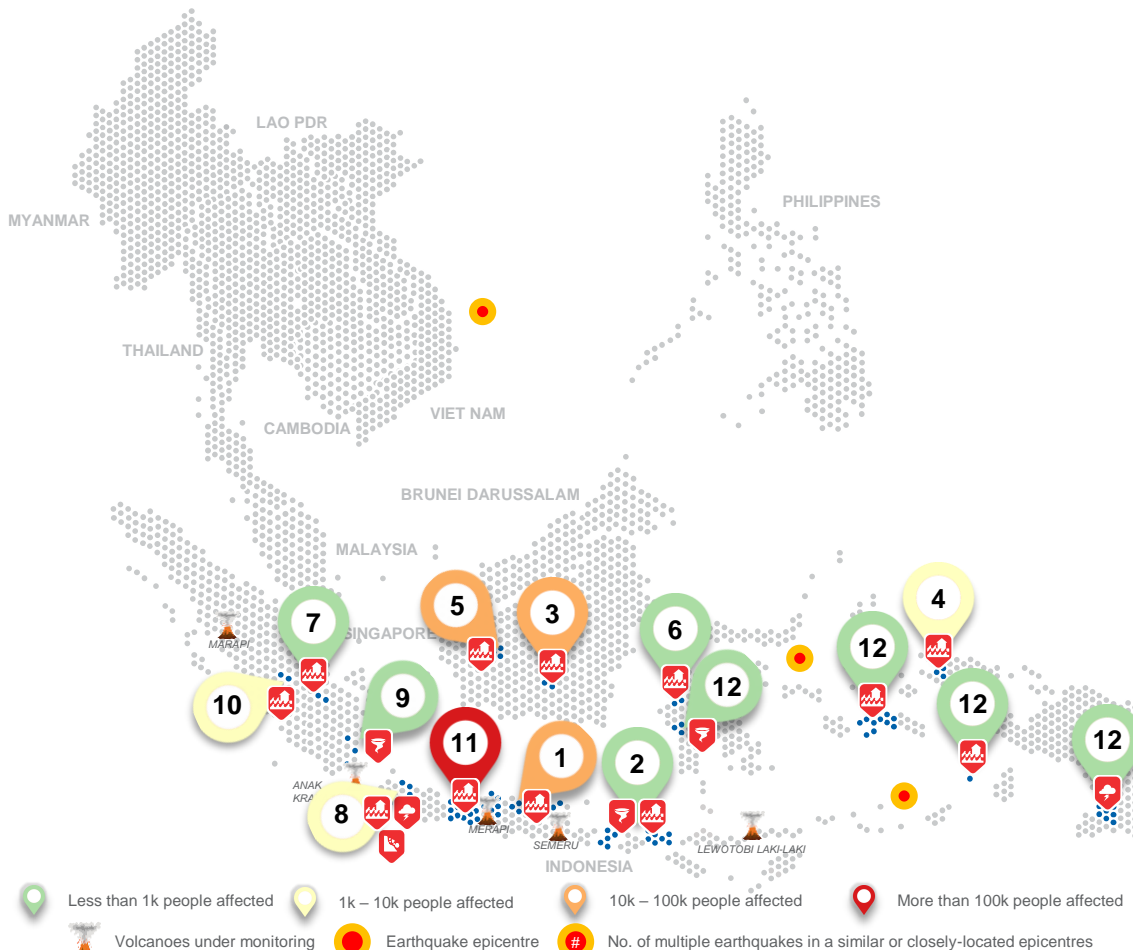 LAO PDR
MYANMAR
PHILIPPINES
THAILAND
VIET NAM
CAMBODIA
BRUNEI DARUSSALAM
MALAYSIA
5
3
4
7
SINGAPORE
6
12
MARAPI
12
10
9
12
11
1
2
12
ANAK
KRA
8
MERAPI
SEMERU
LEWOTOBI LAKI-LAKI
INDONESIA
Less than 1k people affected
1k – 10k people affected
10k – 100k people affected
More than 100k people affected
Volcanoes under monitoring
Earthquake epicentre
# No. of multiple earthquakes in a similar or closely-located epicentres